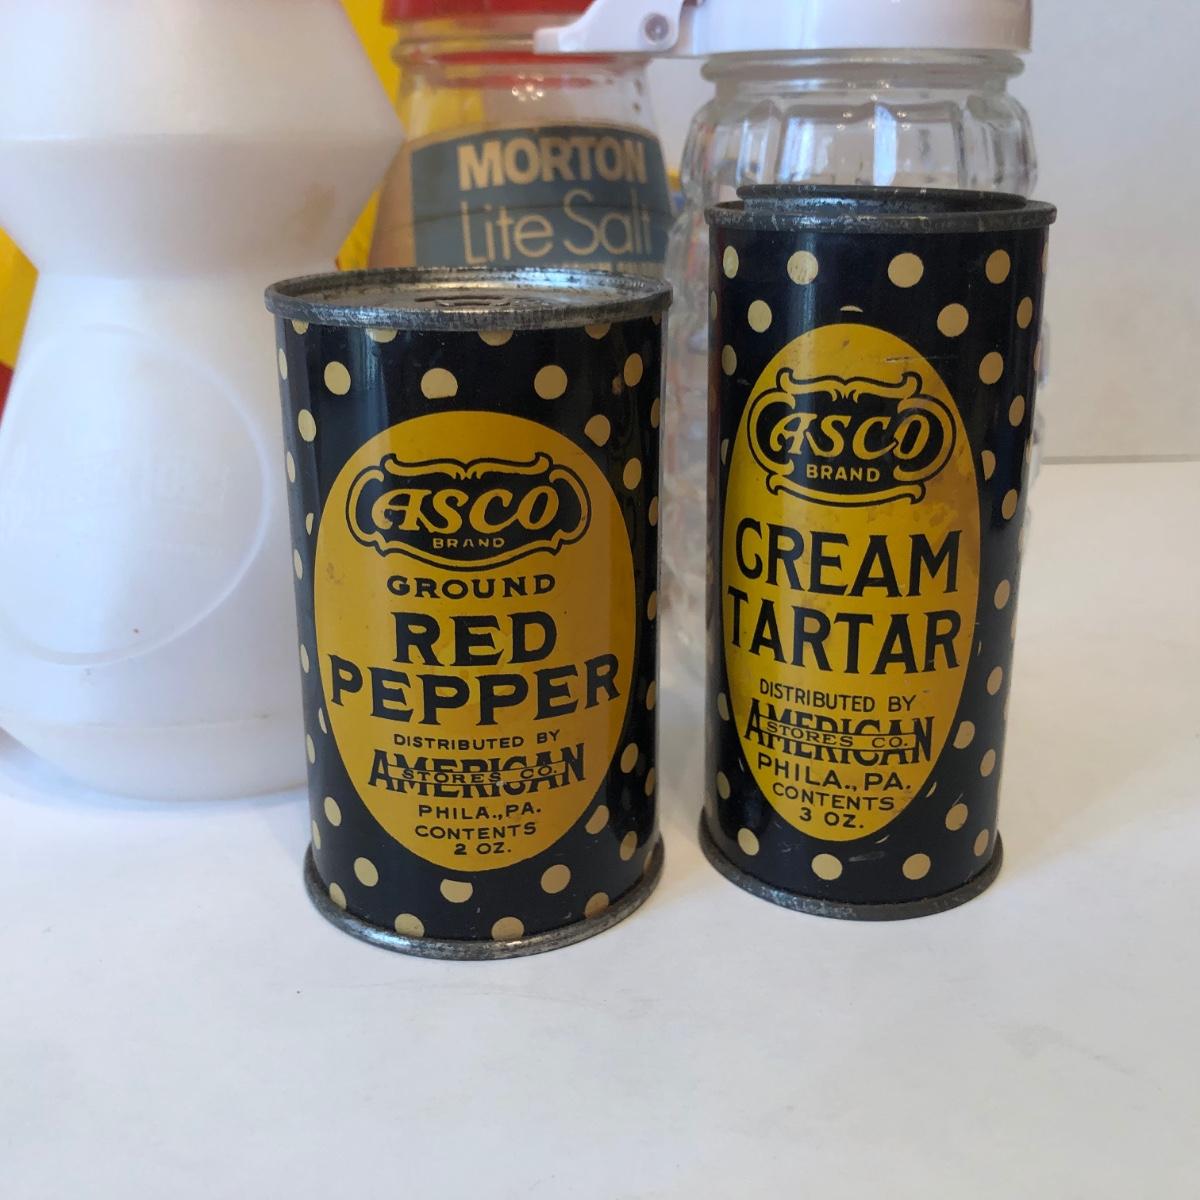 MORTON
Lite Salt
ASCO
BRAND
GROUND
RED
PEPPER
DISTRIBUTED BY
AMERICAN
STORES CO.
PHILA., PA.
CONTENTS
2 OZ.
ASCO
BRAND
CREAM
TARTAR
DISTRIBUTED BY
AMERICAN
STORES CO.
PHILA., PA.
CONTENTS
3 OZ.